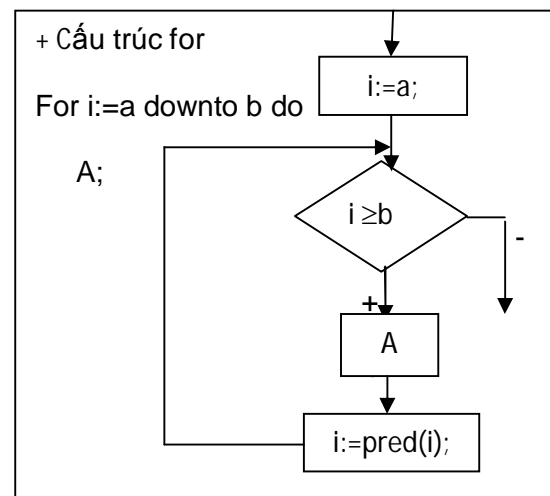 + Cấu trúc for
i:=a;
For i:=a downto b do
A;
i ≥b
-
+
A
i:=pred(i);